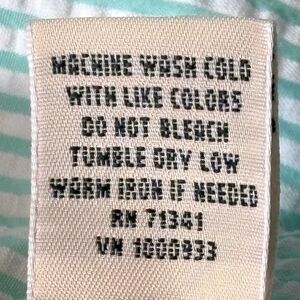 MACHINE WASH COLD
WITH LIKE COLORS
DO NOT BLEACH
TUMBLE DRY LOW
WARM IRON IF NEEDED
RN 71341
VN 1000933